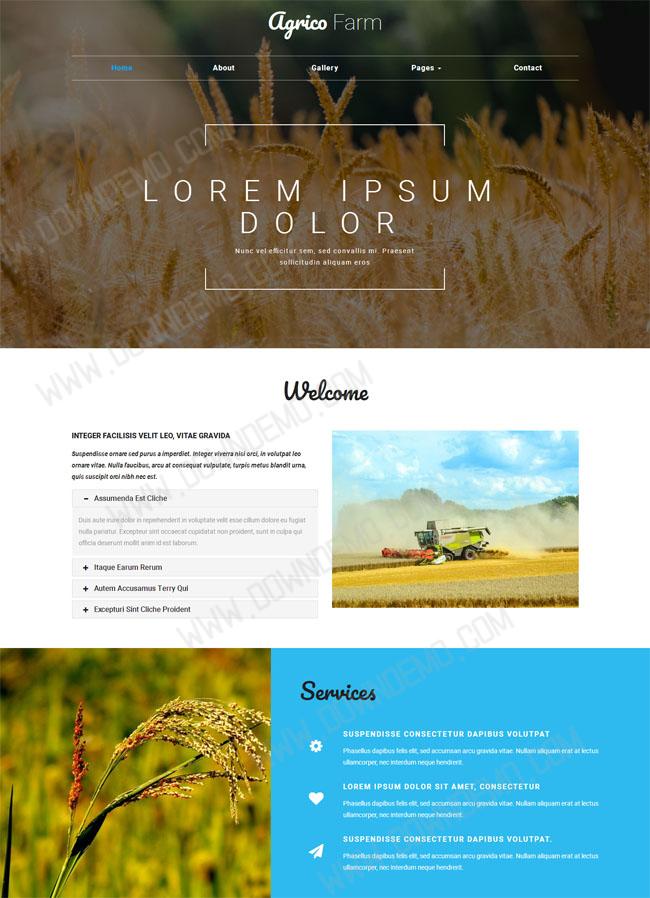 Agrico Farm
Home About Gallery Pages Contact
LOREM IPSUM
DOLOR
Nunc vel efficitur sem, sed convallis mi. Praesent
sollicitudin aliquam eros
Welcome
INTEGER FACILISIS VELIT LEO, VITAE GRAVIDA
Suspendisse ornare sed purus a imperdiet. Integer viverra nisi orci, in volutpat leo
ornare vitae. Nulla faucibus, arcu at consequat vulputate, turpis metus blandit urna,
quis suscipit orci nibh nec est.
Assumenda Est Cliche
Duis aute irure dolor in reprehenderit in voluptate velit esse cillum dolore eu fugiat
nulla pariatur. Excepteur sint occaecat cupidatat non proident, sunt in culpa qui
officia deserunt mollit anim id est laborum.
Itaque Earum Rerum
Autem Accusamus Terry Qui
Excepturi Sint Cliche Proident
Services
SUSPENDISSE CONSECTETUR DAPIBUS VOLUTPAT
Phasellus dapibus felis elit, sed accumsan arcu gravida vitae. Nullam aliquam erat at lectus
ullamcorper, nec interdum neque hendrerit.
LOREM IPSUM DOLOR SIT AMET, CONSECTETUR
Phasellus dapibus felis elit, sed accumsan arcu gravida vitae. Nullam aliquam erat at lectus
ullamcorper, nec interdum neque hendrerit.
SUSPENDISSE CONSECTETUR DAPIBUS VOLUTPAT.
Phasellus dapibus felis elit, sed accumsan arcu gravida vitae. Nullam aliquam erat at lectus
ullamcorper, nec interdum neque hendrerit.
WWW.DOWNDEMO.COM
WWW.DOWNDEMO.COM
WWW.DOWNDEMO.COM
WWW.DOWNDEMO.COM
WWW.DOWNDEMO.COM